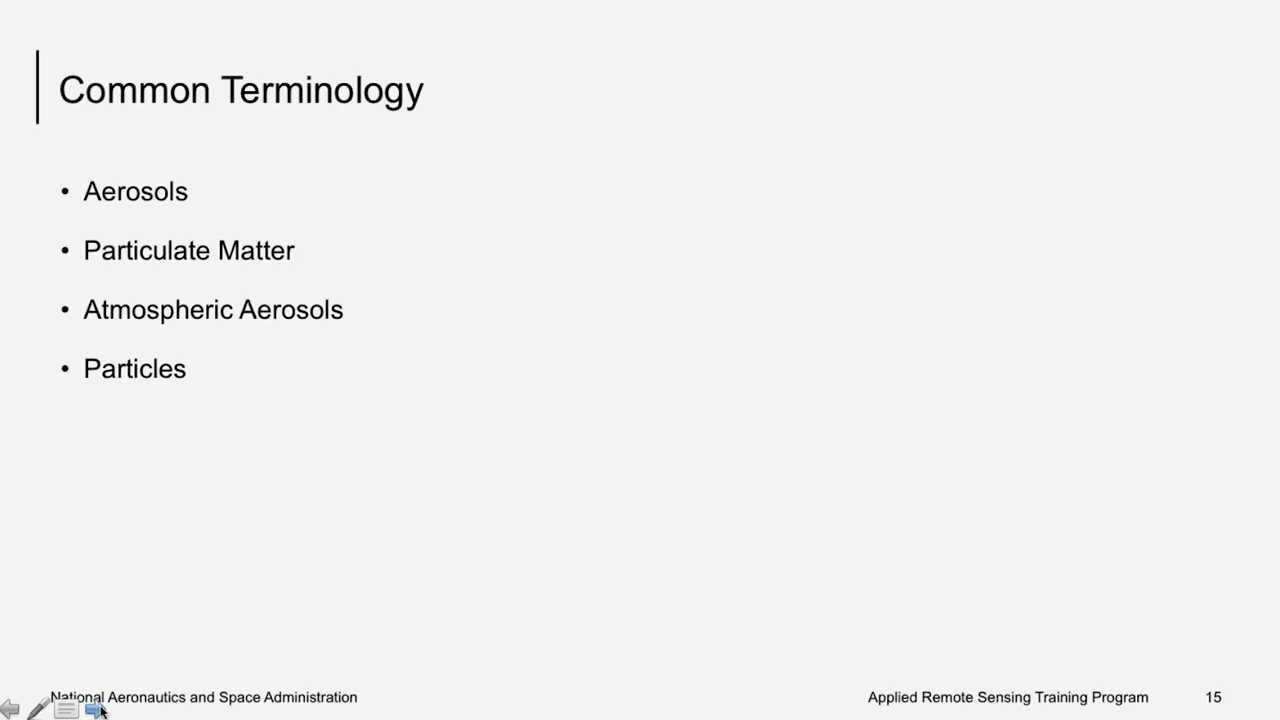 Common Terminology
• Aerosols
• Particulate Matter
• Atmospheric Aerosols
• Particles
National Aeronautics and Space Administration
Applied Remote Sensing Training Program
15